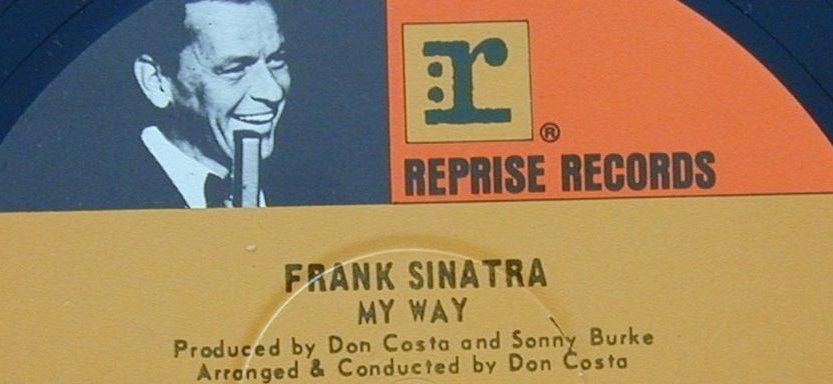 :r
®
REPRISE RECORDS
FRANK SINATRA
MY WAY
Produced by Don Costa and Sonny Burke
Arranged & Conducted by Don Costa